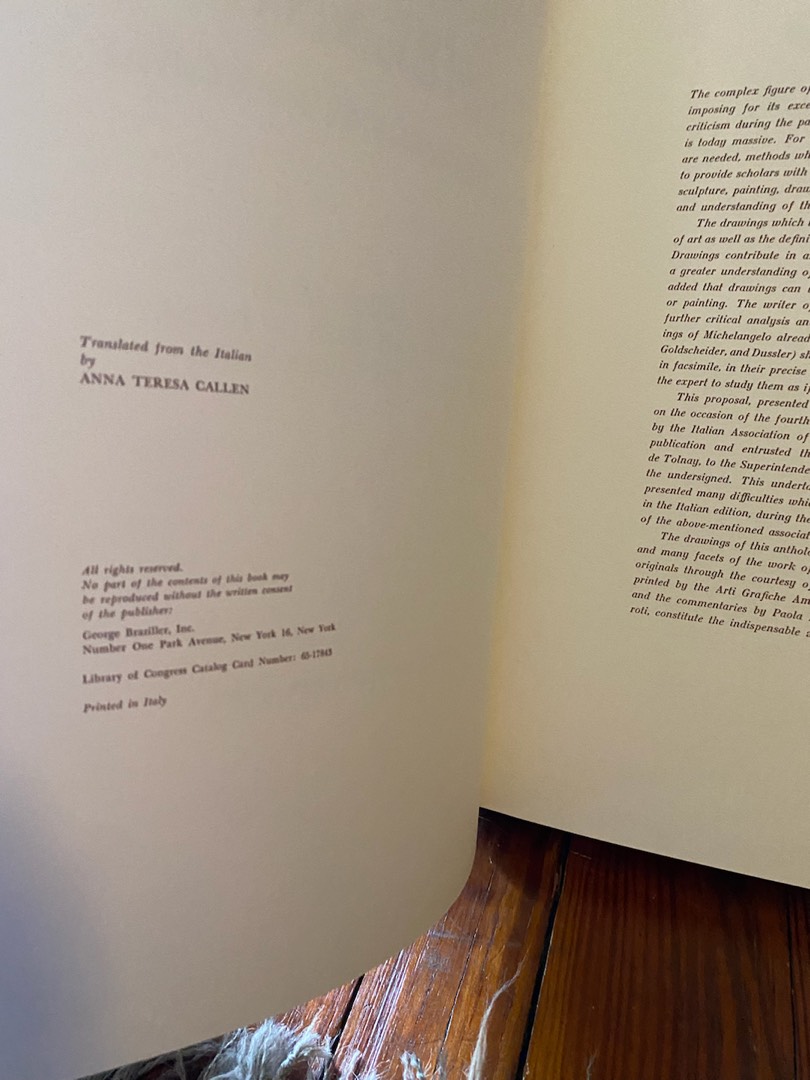 Translated from the Italian
by
ANNA TERESA CALLEN
All rights reserved.
No part of the contents of this book may
be reproduced without the written consent
of the publisher:
George Braziller, Inc.
Number One Park Avenue, New York 16, New York
Library of Congress Catalog Card Number: 65-17843
Printed in Italy
The complex figure of
imposing for its exce
criticism during the pa
is today massive. For
are needed, methods wh
to provide scholars with
sculpture, painting, draw
and understanding of th
The drawings which
of art as well as the defini
Drawings contribute in a
a greater understanding o
added that drawings can
or painting. The writer o
further critical analysis an
ings of Michelangelo alread
Goldscheider, and Dussler) sh
in facsimile, in their precise
the expert to study them as if
This proposal, presented
on the occasion of the fourth
by the Italian Association of
publication and entrusted th
de Tolnay, to the Superintende
the undersigned. This underta
presented many difficulties whi
in the Italian edition, during the
of the above-mentioned associat
The drawings of this antholo
and many facets of the work of
originals through the courtesy of
printed by the Arti Grafiche Am
and the commentaries by Paola
roti, constitute the indispensable